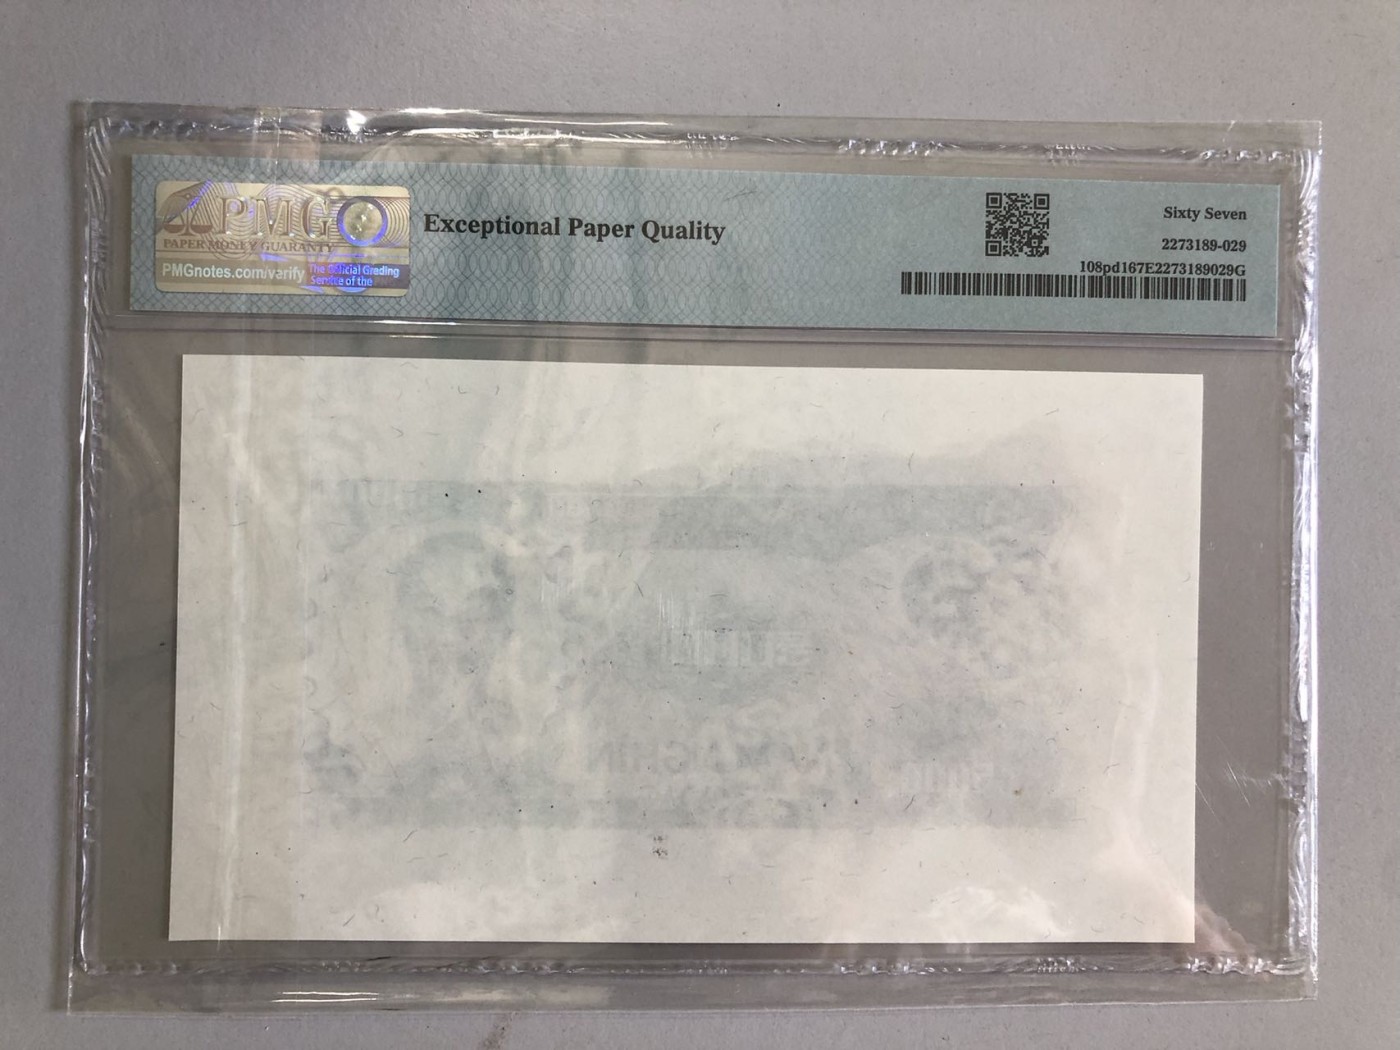 PMG
PAPER MONEY GUARANTY
PMGnotes.com/verify
The Official Grading
Service of the
Exceptional Paper Quality
Sixty Seven
2273189-029
108pd167E2273189029G